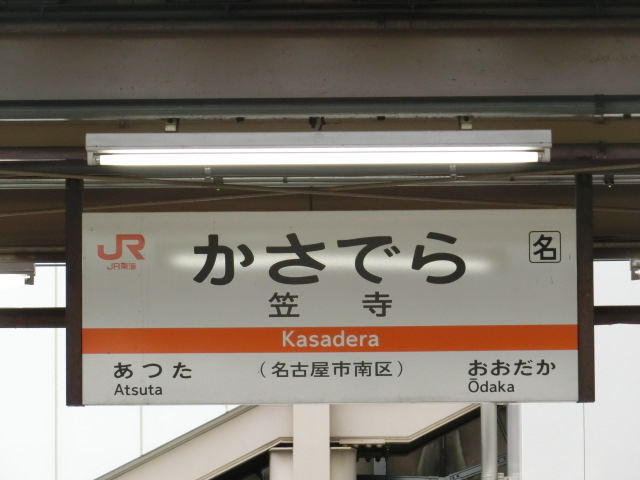 JR
JR東海
かさでら
名
笠寺
Kasadera
あつた
Atsuta
（名古屋市南区）
おおだか
Ōdaka